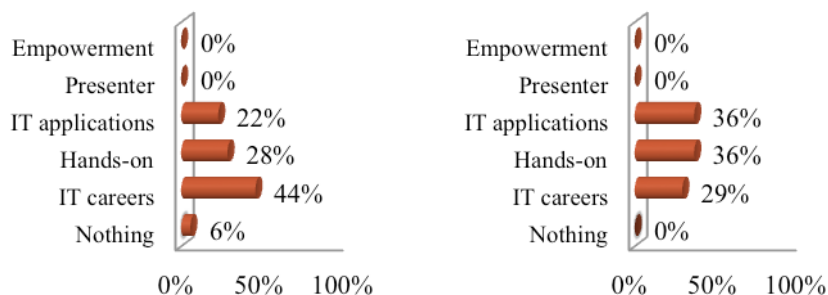 Empowerment 0%
Presenter 0%
IT applications 22%
Hands-on 28%
IT careers 44%
Nothing 6%
0% 50% 100%
Empowerment 0%
Presenter 0%
IT applications 36%
Hands-on 36%
IT careers 29%
Nothing 0%
0% 50% 100%